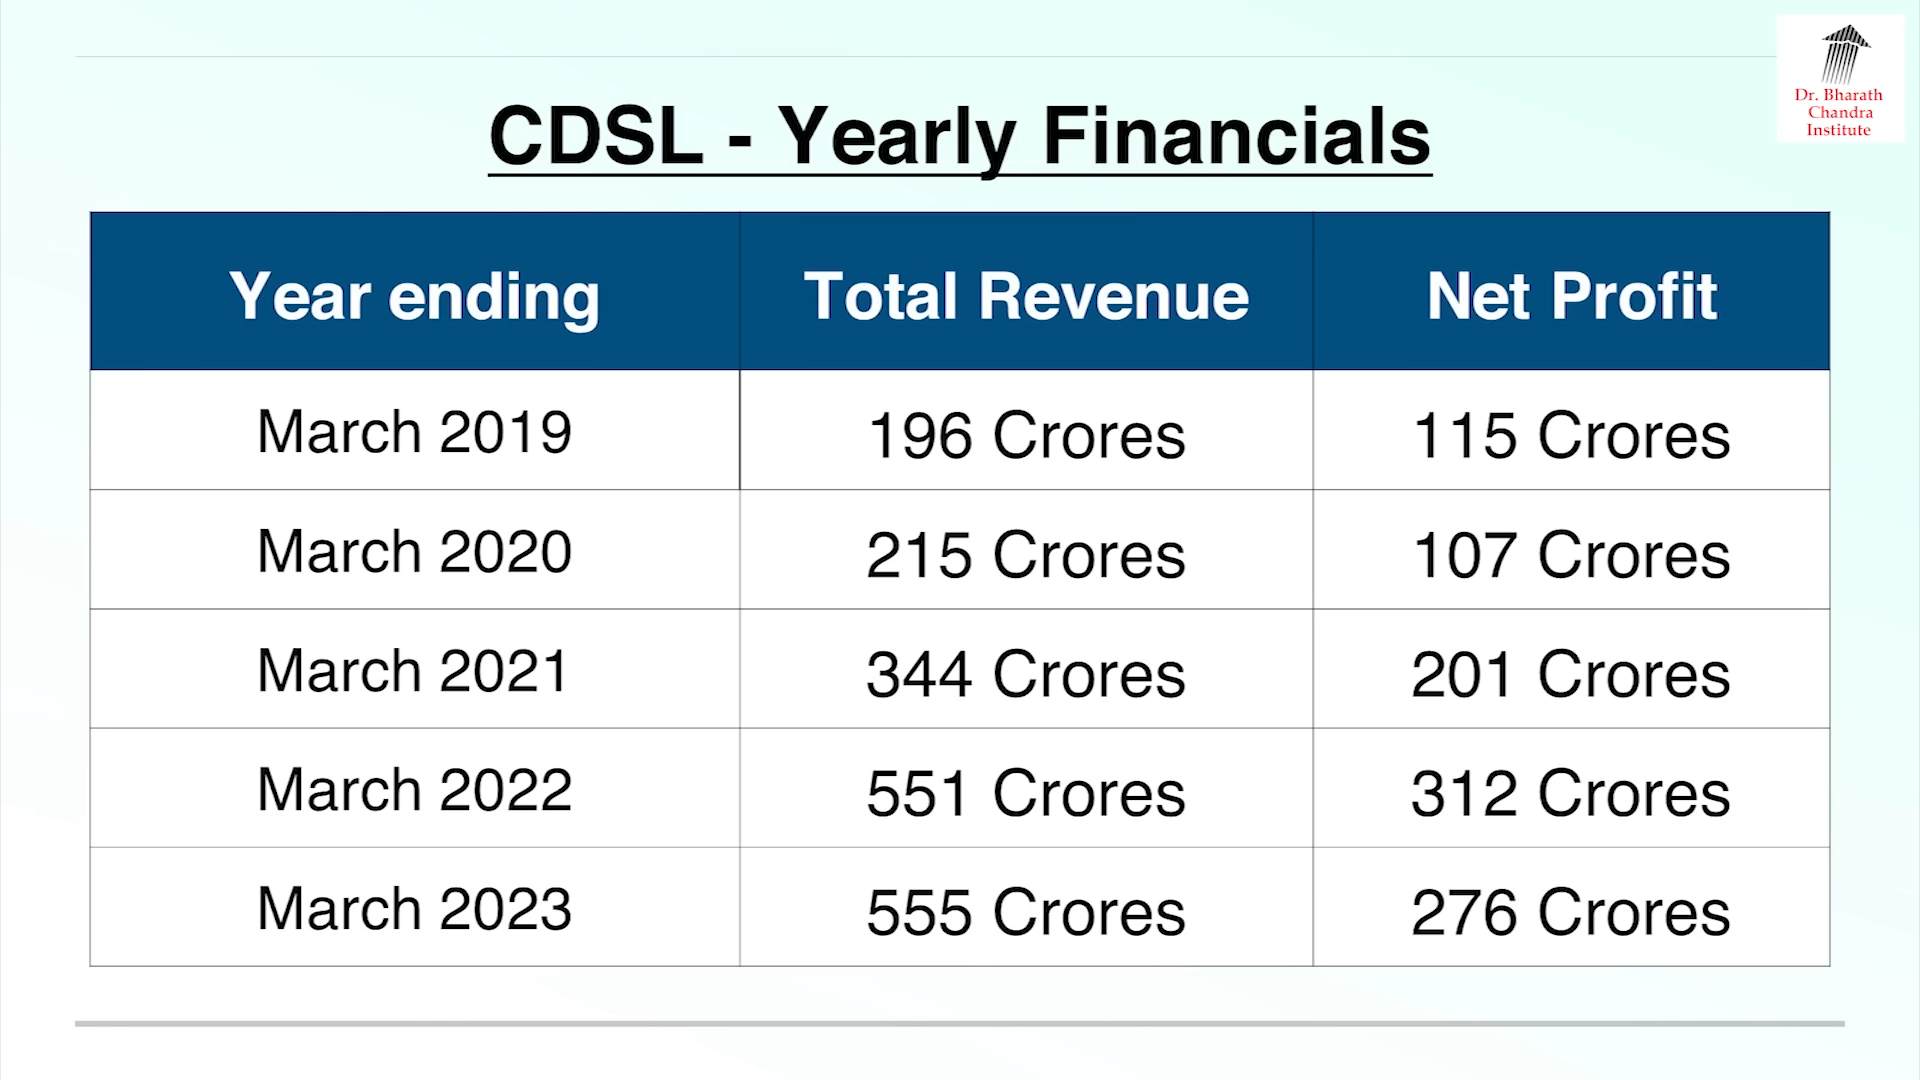 Dr. Bharath
Chandra
Institute
CDSL - Yearly Financials
Year ending Total Revenue Net Profit
March 2019 196 Crores 115 Crores
March 2020 215 Crores 107 Crores
March 2021 344 Crores 201 Crores
March 2022 551 Crores 312 Crores
March 2023 555 Crores 276 Crores